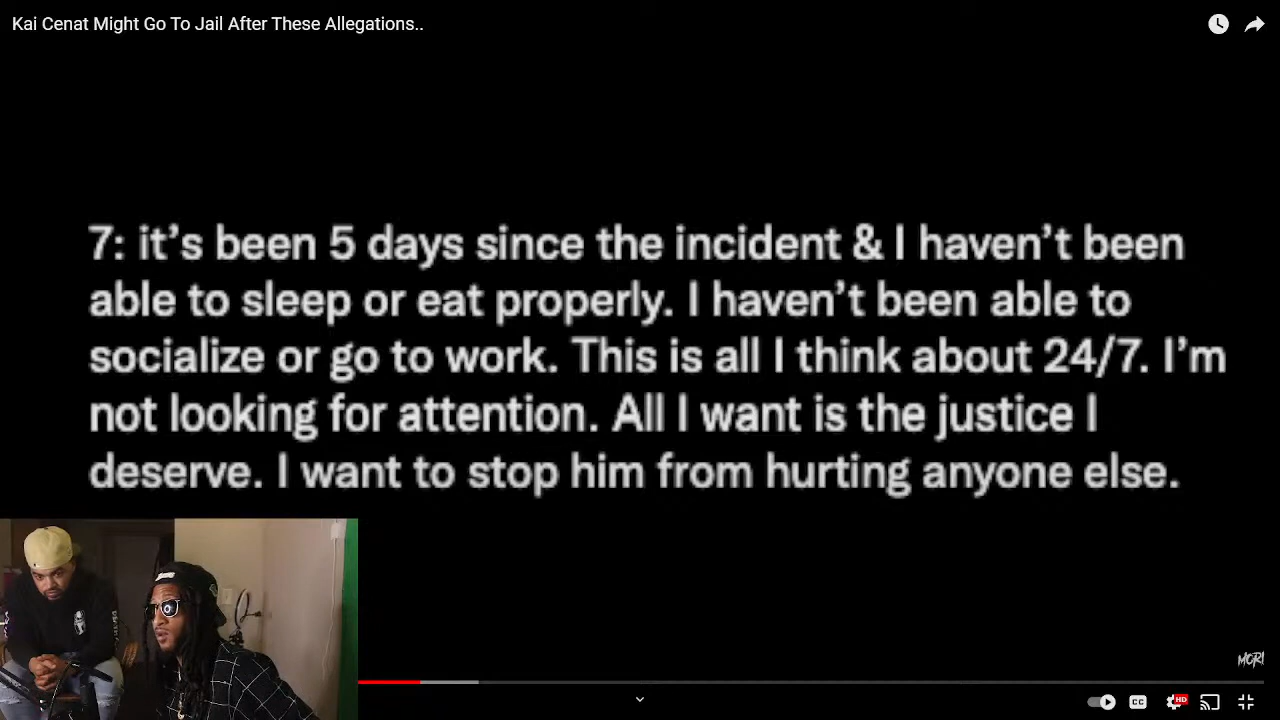 Kai Cenat Might Go To Jail After These Allegations..
7: it’s been 5 days since the incident & I haven’t been
able to sleep or eat properly. I haven’t been able to
socialize or go to work. This is all I think about 24/7. I’m
not looking for attention. All I want is the justice I
deserve. I want to stop him from hurting anyone else.
MORI
CC
HD